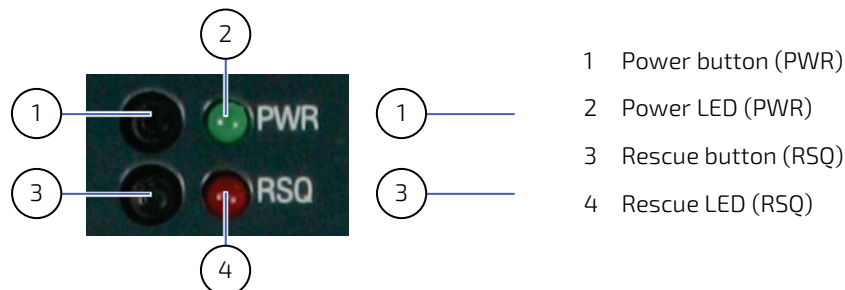 2
1 PWR 1
3 RSQ 3
4
1 Power button (PWR)
2 Power LED (PWR)
3 Rescue button (RSQ)
4 Rescue LED (RSQ)